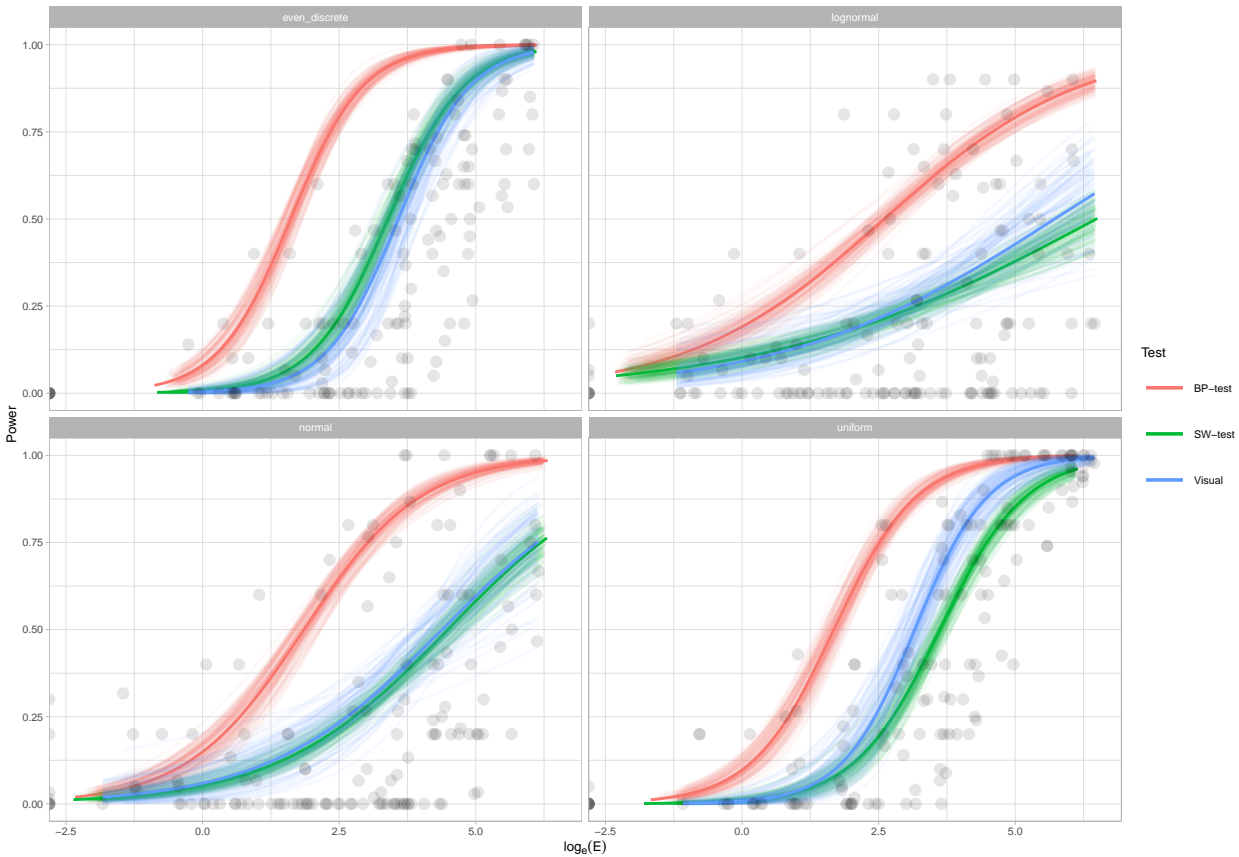 even_discrete
lognormal
1.00
0.75
0.50
0.25
0.00
normal
uniform
1.00
0.75
0.50
0.25
0.00
−2.5
0.0
2.5
5.0
−2.5
0.0
2.5
5.0
Power
logₑ(E)
Test
BP−test
SW−test
Visual